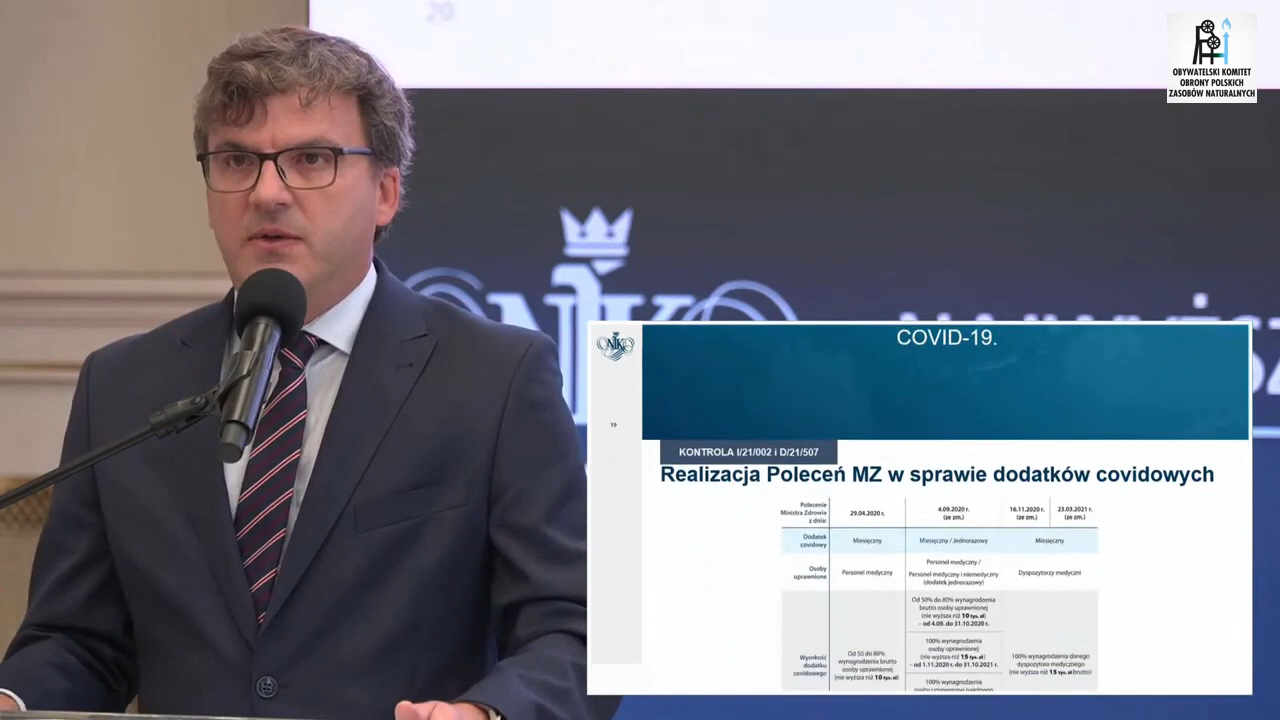 20
OBYWATELSKI KOMITET
OBRONY POLSKICH
ZASOBÓW NATURALNYCH
NIK
NIK
COVID-19.
19
KONTROLA I/21/002 i D/21/507
Realizacja Poleceń MZ w sprawie dodatków covidowych
Polecenie
Ministra Zdrowia
z dnia:
29.04.2020 r.
4.09.2020 r.
(ze zm.)
16.11.2020 r.
(ze zm.)
23.03.2021 r.
(ze zm.)
Dodatek
covidowy
Miesięczny
Miesięczny / Jednorazowy
Miesięczny
Osoby
uprawnione
Personel medyczny
Personel medyczny /
Personel medyczny i niemedyczny
(dodatek jednorazowy)
Dyspozytorzy medyczni
Wysokość
dodatku
covidowego
Od 50 do 80%
wynagrodzenia brutto
osoby uprawnionej
(nie wyższa niż 10 tys. zł)
Od 50% do 80% wynagrodzenia
brutto osoby uprawnionej
(nie wyższa niż 10 tys. zł)
– od 4.09. do 31.10.2020 r.
100% wynagrodzenia
osoby uprawnionej
(nie wyższa niż 15 tys. zł)
– od 1.11.2020 r. do 31.10.2021 r.
100% wynagrodzenia
osoby uprawnionej należnego
100% wynagrodzenia danego
dyspozytora medycznego
(nie wyższa niż 15 tys. zł brutto)